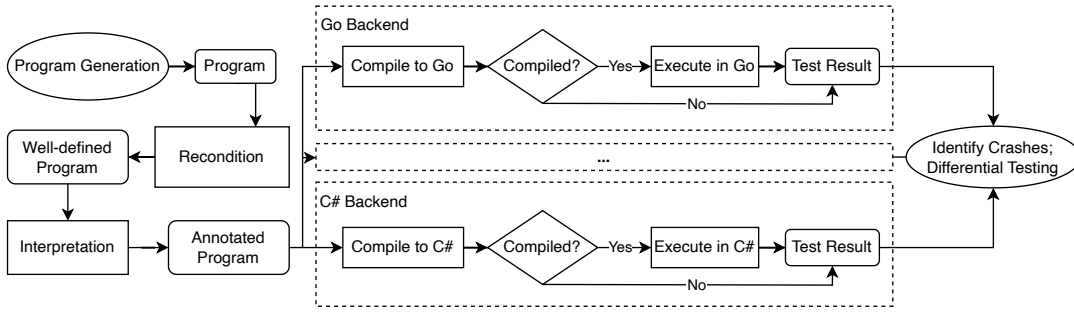 Go Backend
Program Generation
Program
Compile to Go
Compiled?
Yes
Execute in Go
Test Result
No
Well-defined
Program
Recondition
...
Identify Crashes;
Differential Testing
C# Backend
Interpretation
Annotated
Program
Compile to C#
Compiled?
Yes
Execute in C#
Test Result
No